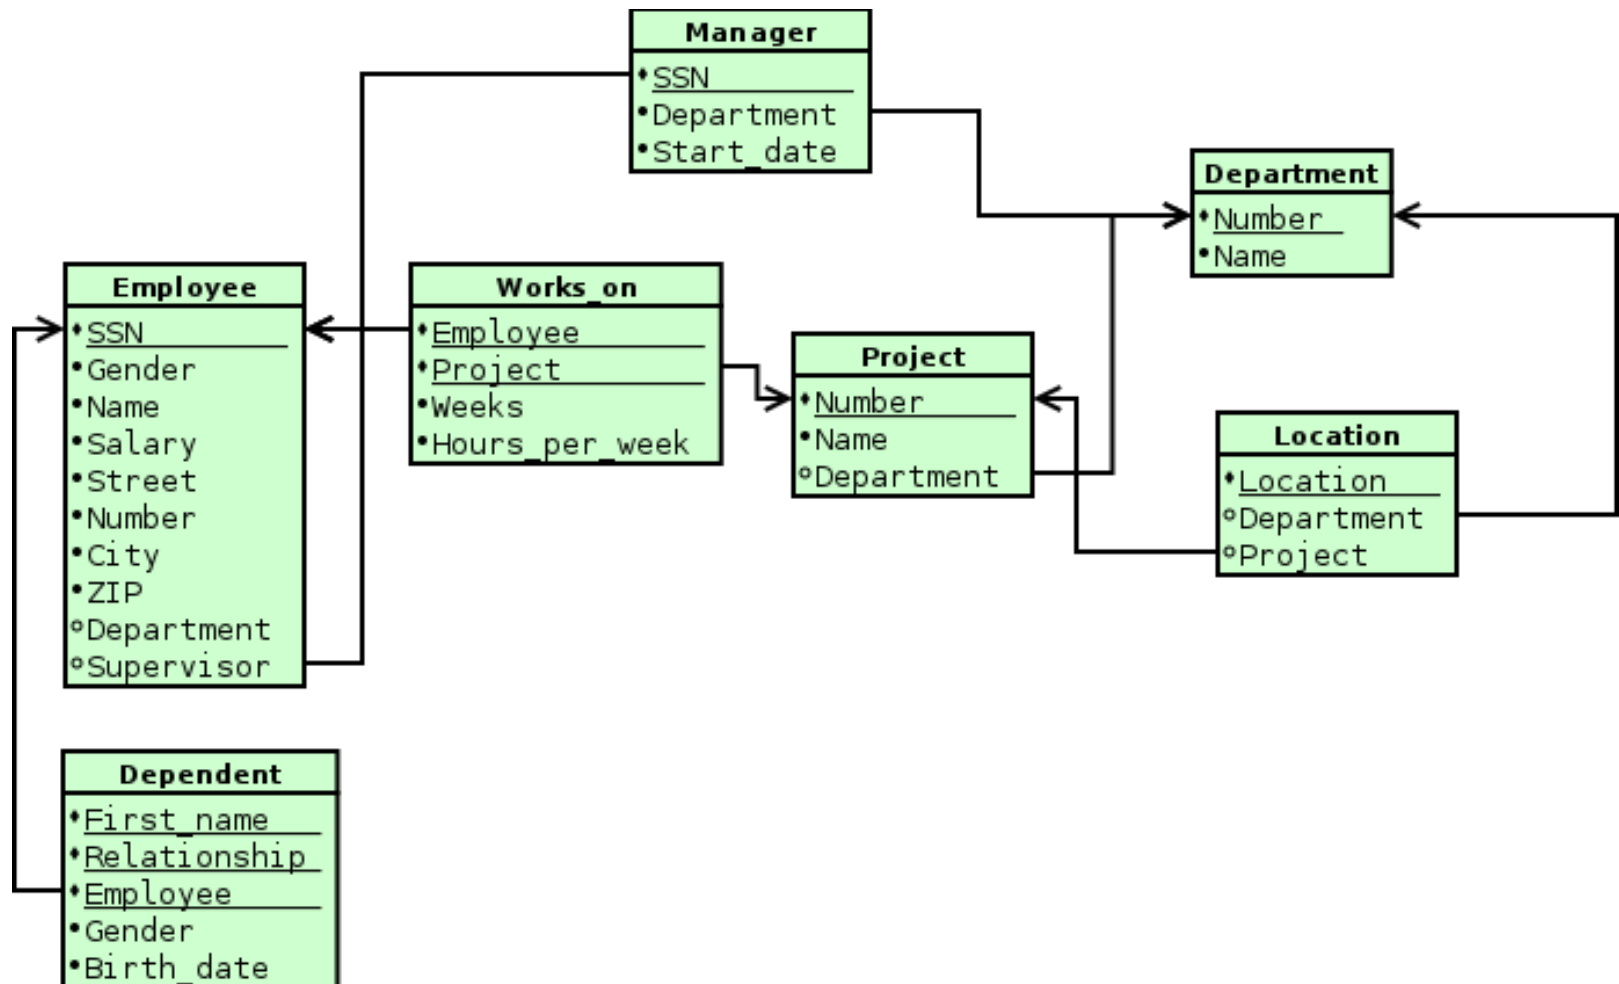 Manager
SSN
Department
Start_date
Department
Number
Name
Employee
SSN
Gender
Name
Salary
Street
Number
City
ZIP
Department
Supervisor
Works_on
Employee
Project
Weeks
Hours_per_week
Project
Number
Name
Department
Location
Location
Department
Project
Dependent
First_name
Relationship
Employee
Gender
Birth_date